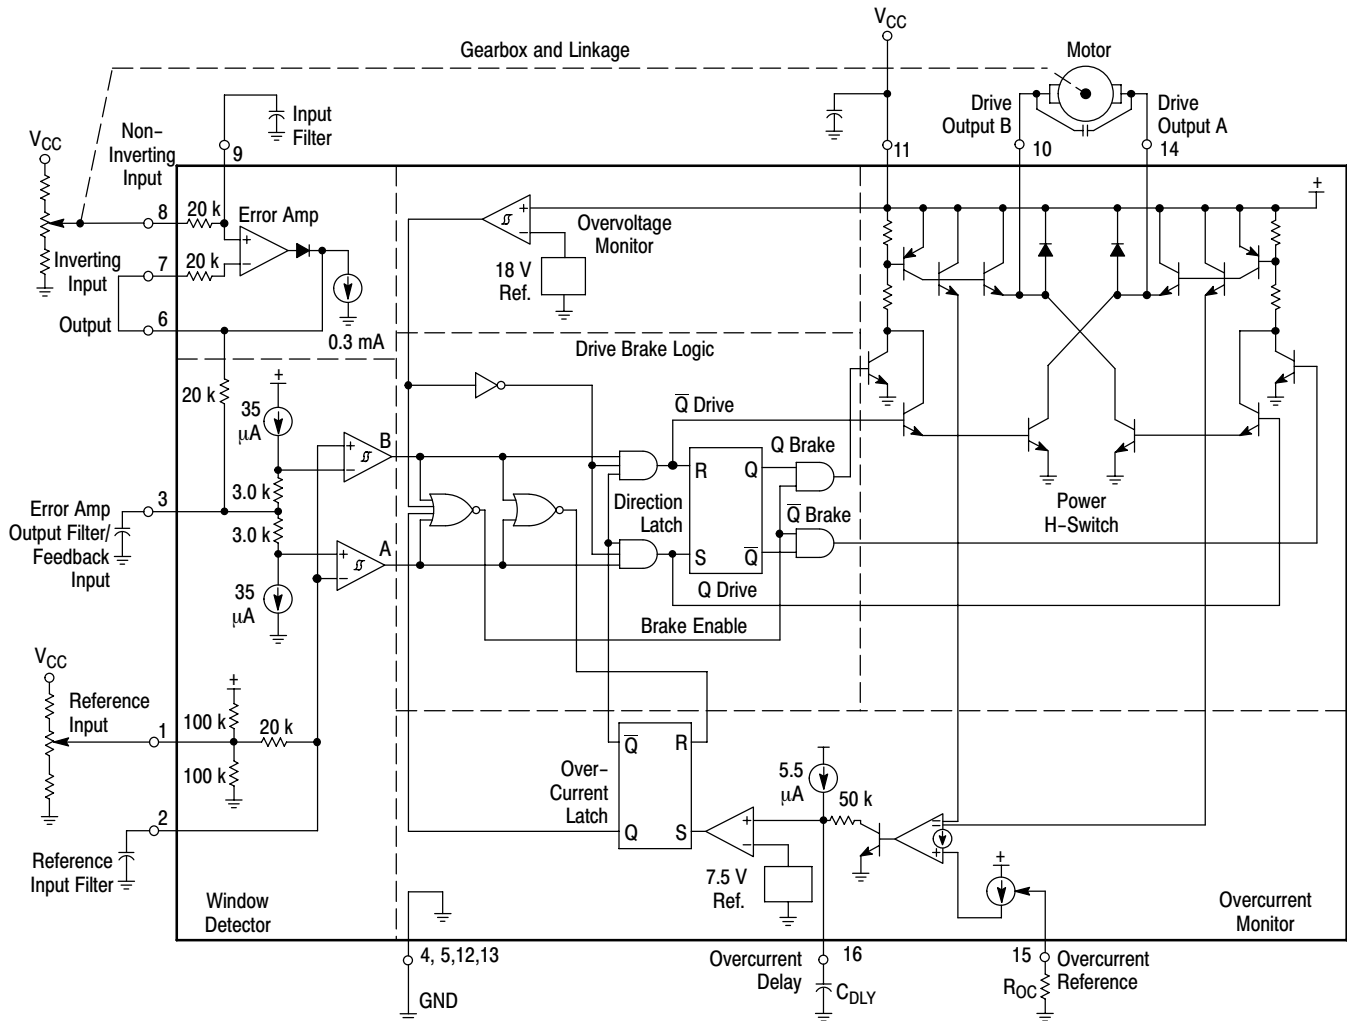 VCC
Gearbox and Linkage
Motor
Input
Filter
Drive
Output B
Drive
Output A
Non-
Inverting
Input
VCC
9
11
10
14
8
20 k
Error Amp
+
−
+
−
Overvoltage
Monitor
+
Inverting
Input
7
20 k
18 V
Ref.
Output
6
0.3 mA
Drive Brake Logic
+
20 k
35
μA
Q̅ Drive
B
+
−
Q Brake
R
Q
3.0 k
Direction
Latch
Power
H-Switch
Error Amp
Output Filter/
Feedback
Input
3
Q̅ Brake
3.0 k
A
+
−
S
Q̅
35
μA
Q Drive
Brake Enable
VCC
Reference
Input
+
1
100 k
20 k
100 k
Q̅
R
Over-
Current
Latch
5.5
μA
50 k
2
Q
S
+
−
−
+
Reference
Input Filter
7.5 V
Ref.
+
Window
Detector
Overcurrent
Monitor
4, 5,12,13
Overcurrent
Delay
16
15
Overcurrent
Reference
GND
CDLY
ROC